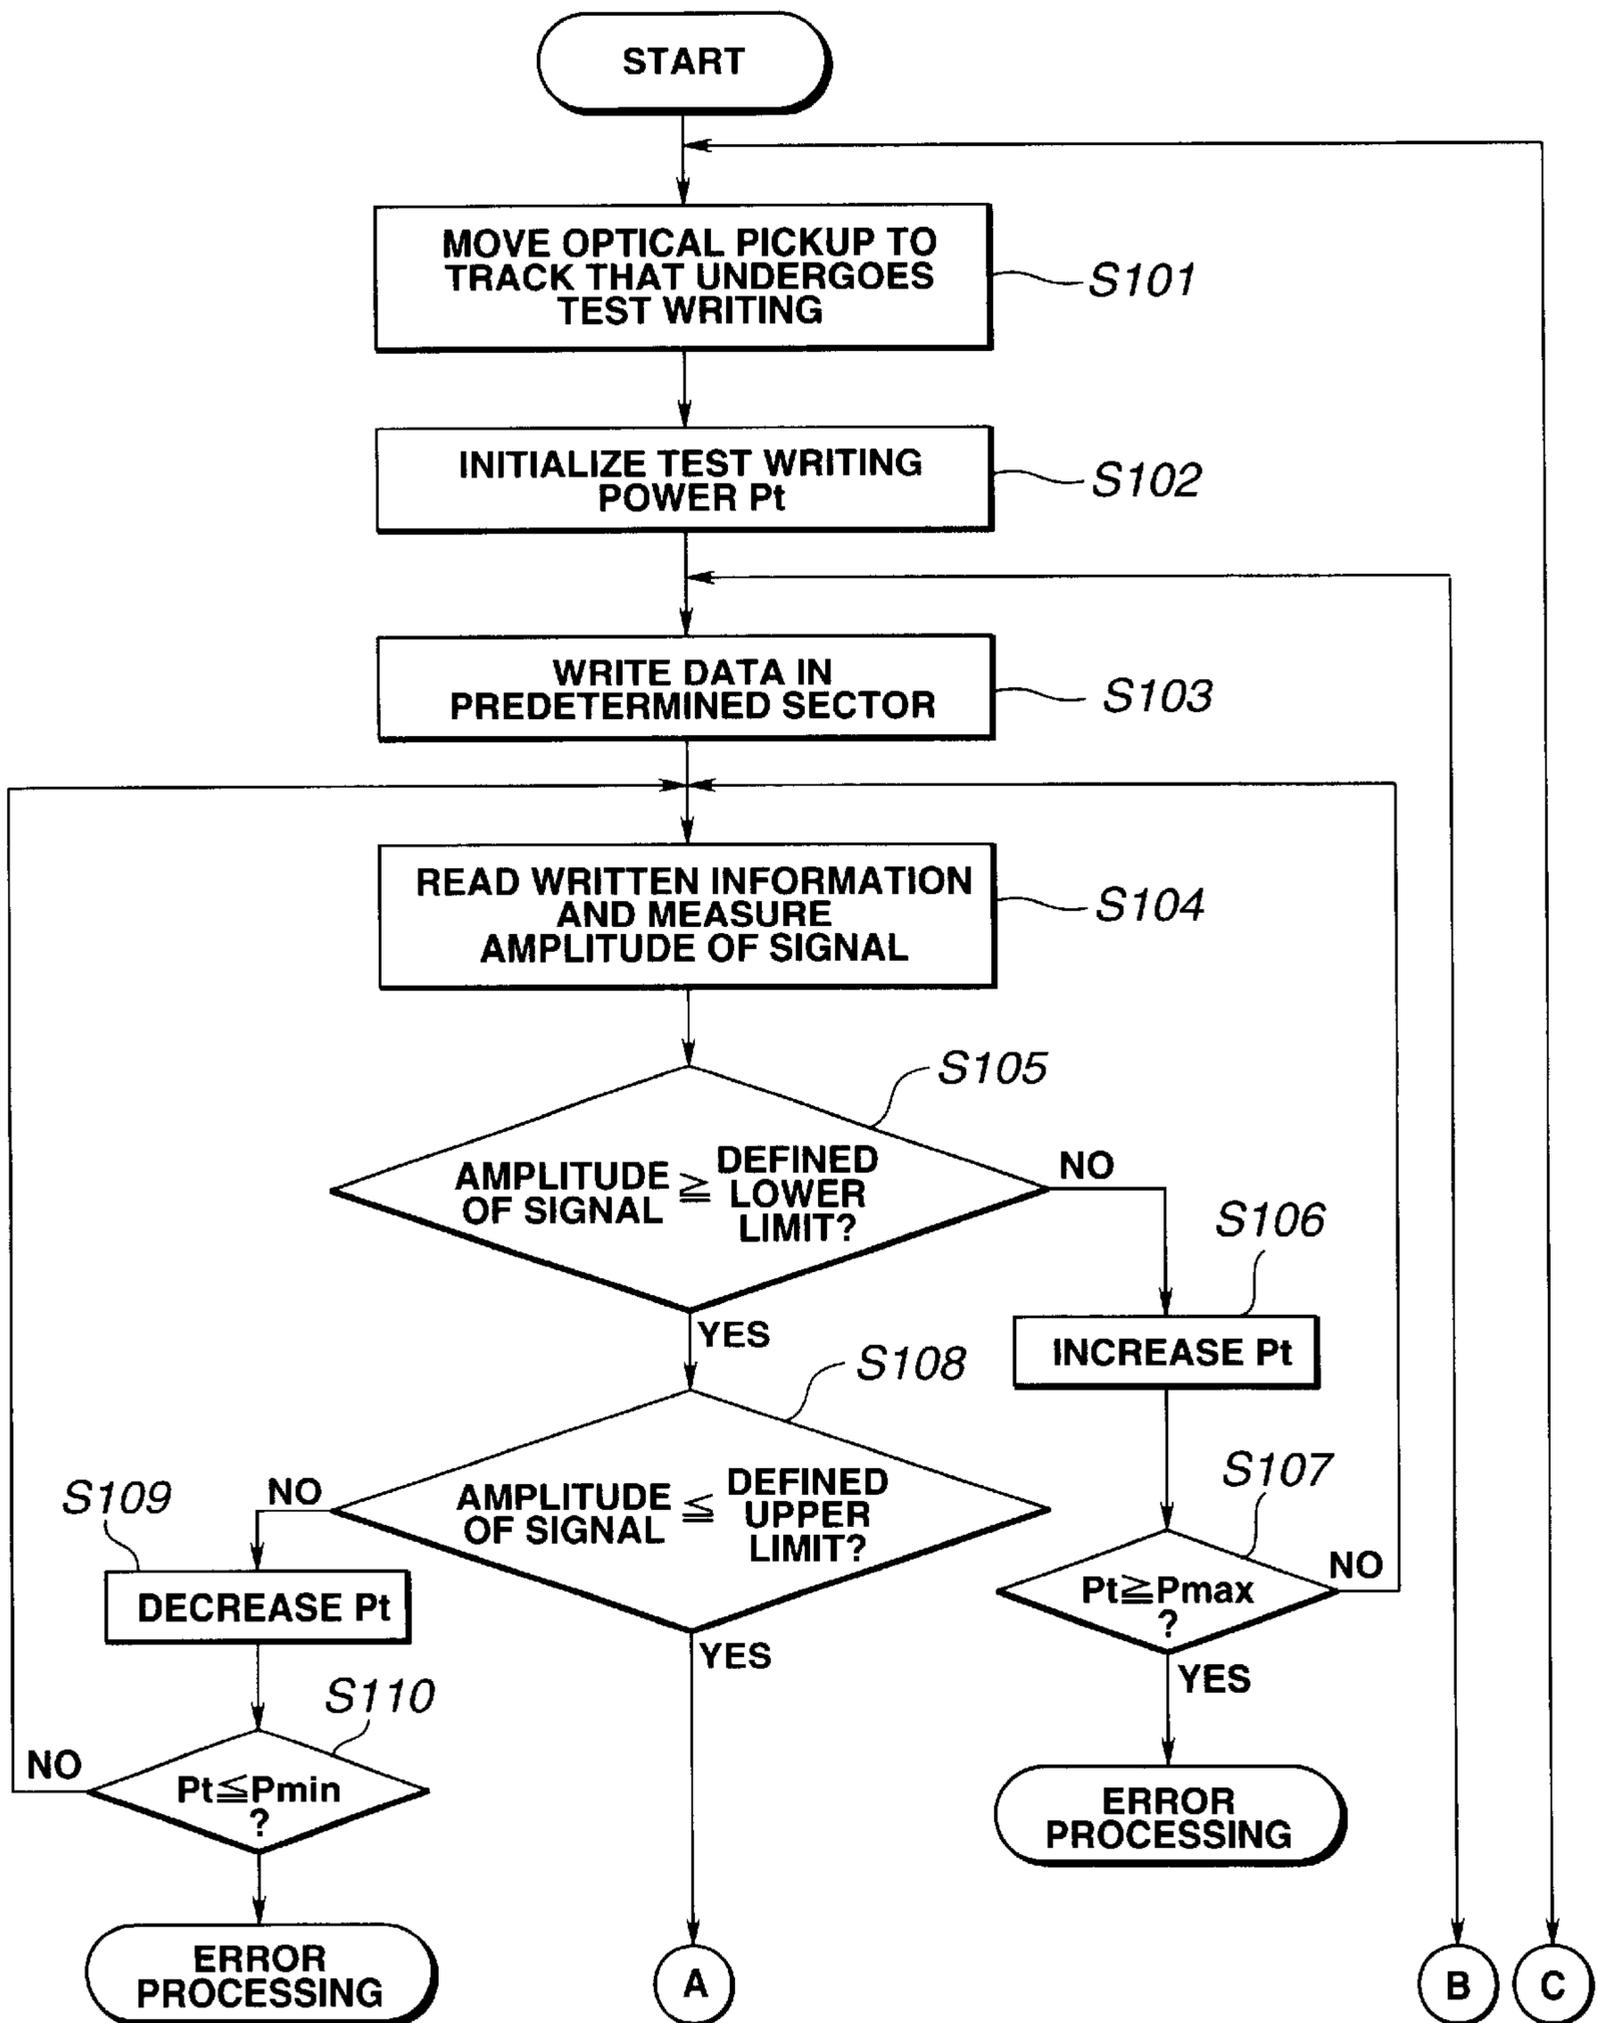 START
MOVE OPTICAL PICKUP TO
TRACK THAT UNDERGOES
TEST WRITING
S101
INITIALIZE TEST WRITING
POWER Pt
S102
WRITE DATA IN
PREDETERMINED SECTOR
S103
READ WRITTEN INFORMATION
AND MEASURE
AMPLITUDE OF SIGNAL
S104
S105
AMPLITUDE
OF SIGNAL
≧
DEFINED
LOWER
LIMIT?
NO
YES
S106
INCREASE Pt
S107
Pt≧Pmax
?
NO
YES
ERROR
PROCESSING
S108
AMPLITUDE
OF SIGNAL
≦
DEFINED
UPPER
LIMIT?
NO
YES
S109
DECREASE Pt
S110
Pt≦Pmin
?
NO
ERROR
PROCESSING
A
B
C